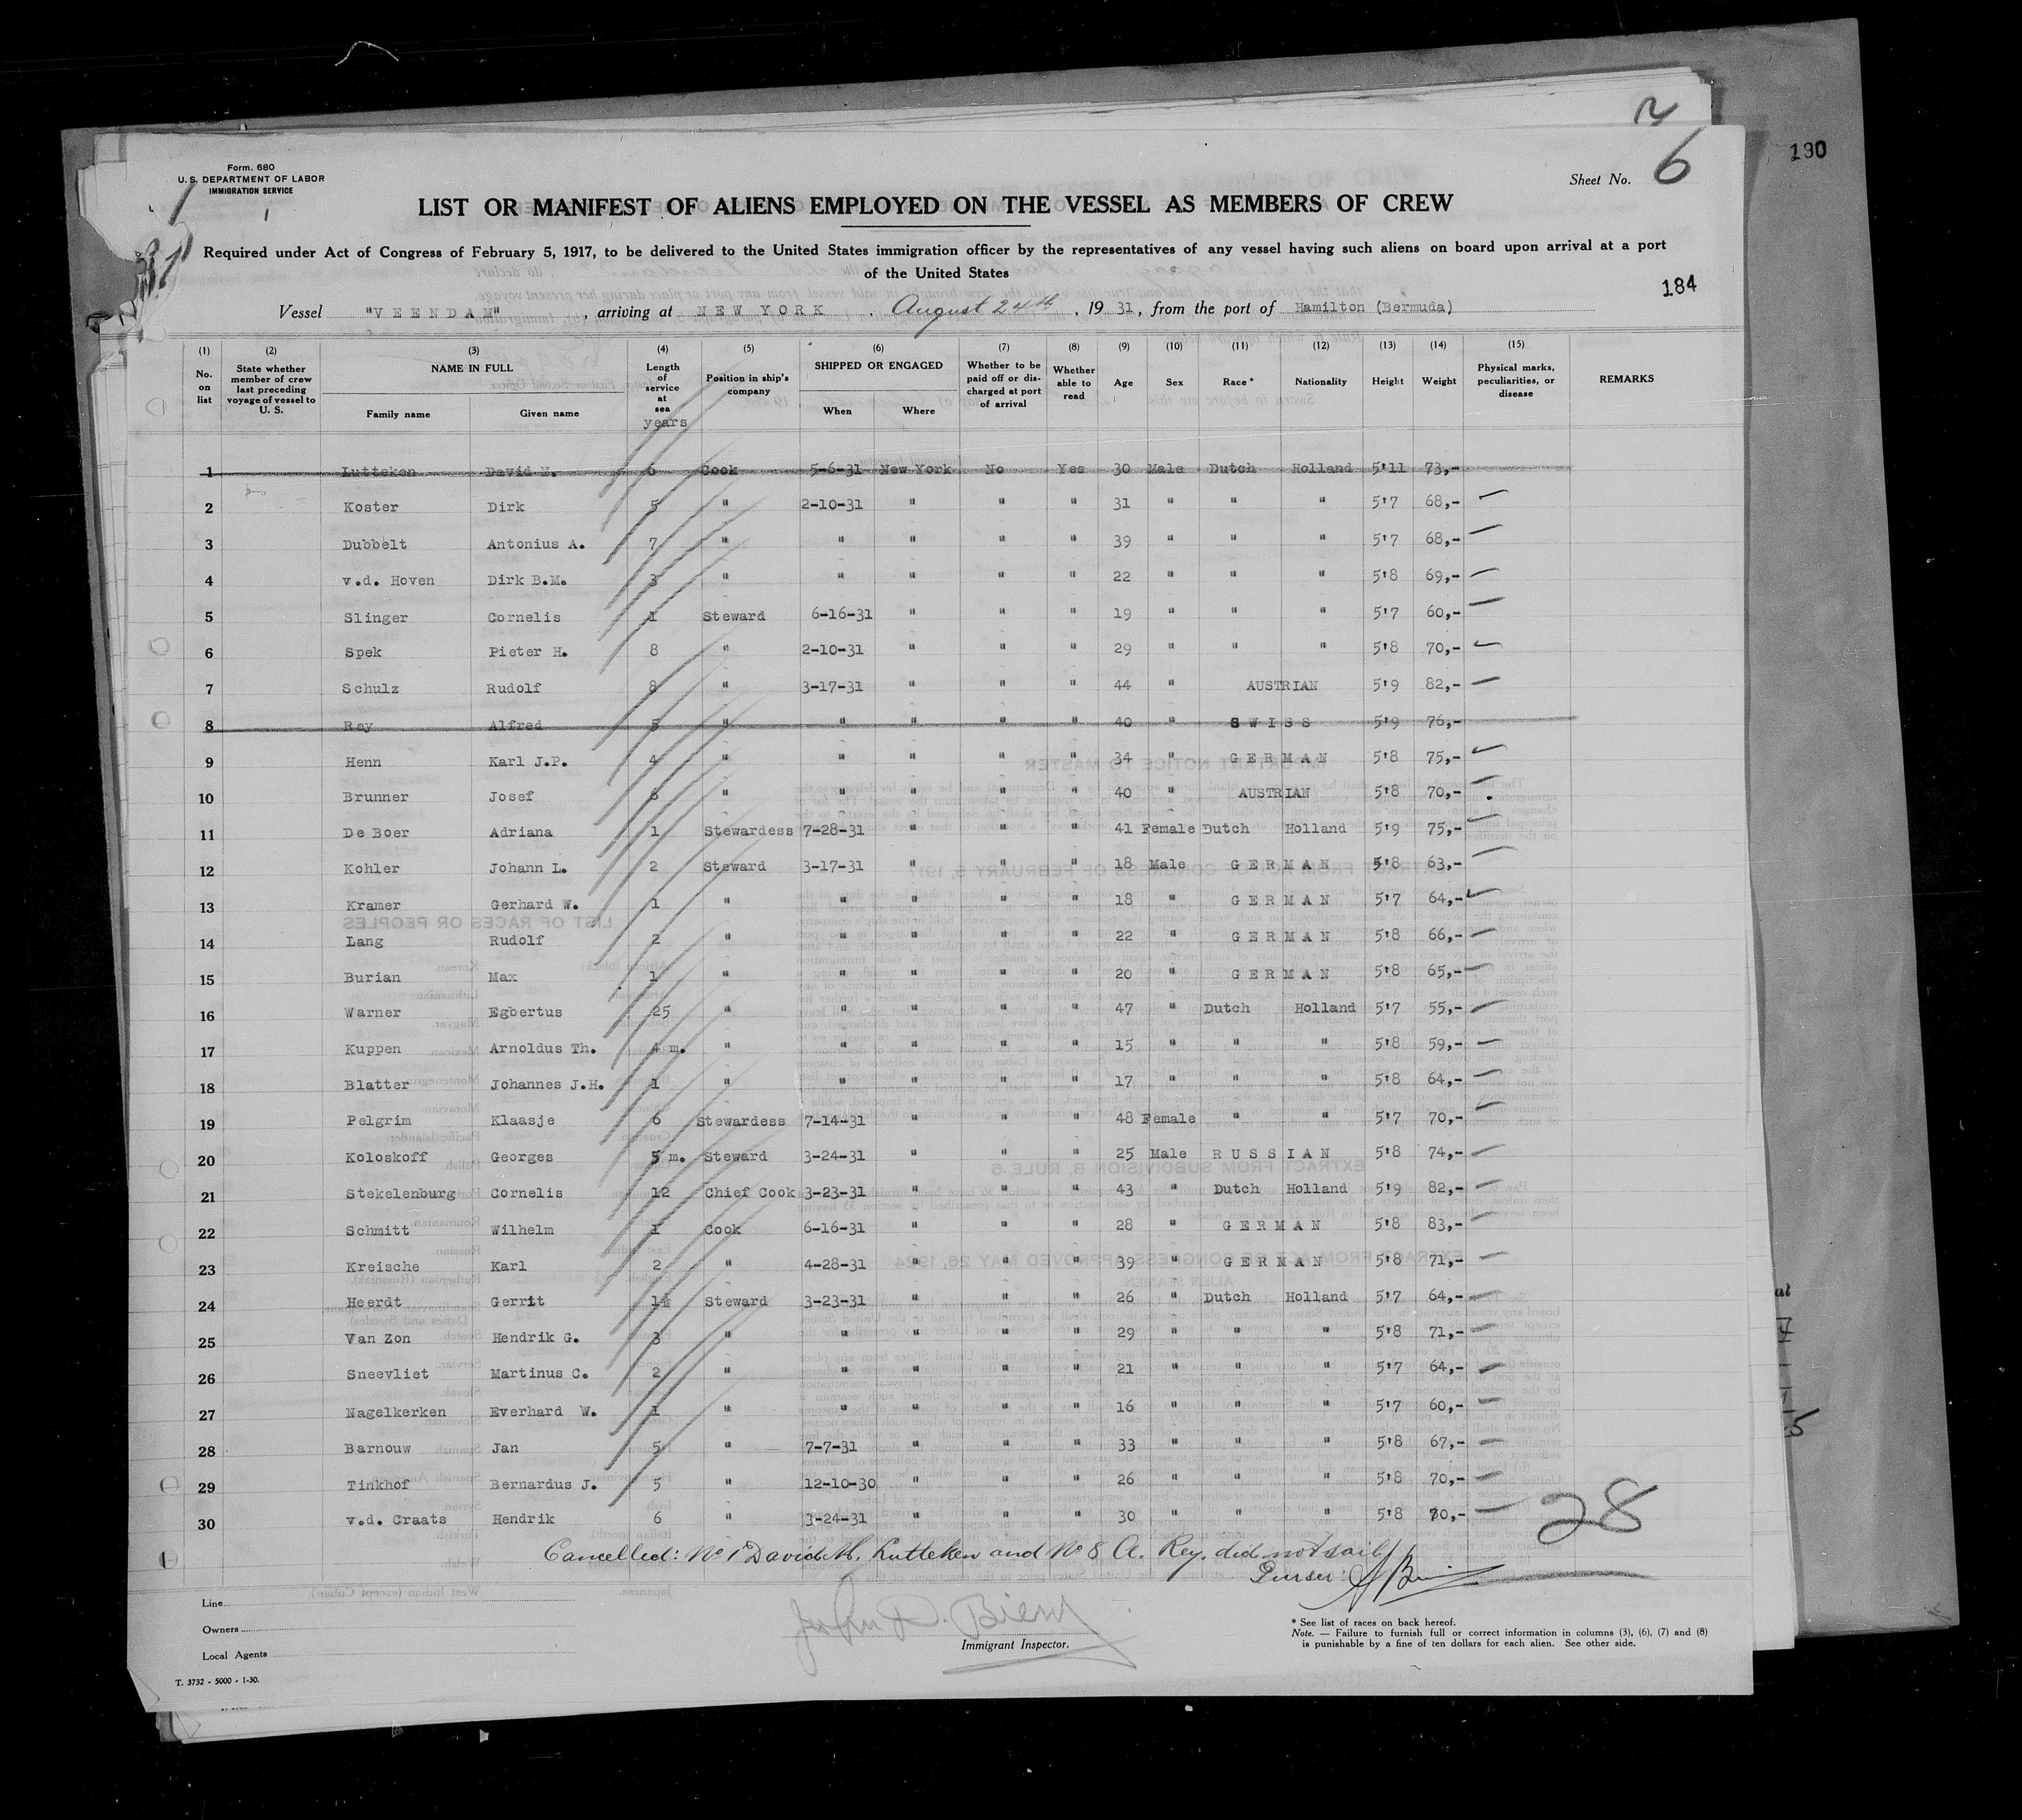 190
6
Form. 680
U. S. DEPARTMENT OF LABOR
IMMIGRATION SERVICE
Sheet No.
LIST OR MANIFEST OF ALIENS EMPLOYED ON THE VESSEL AS MEMBERS OF CREW
Required under Act of Congress of February 5, 1917, to be delivered to the United States immigration officer by the representatives of any vessel having such aliens on board upon arrival at a port
of the United States
184
Vessel "VEENDAM", arriving at NEW YORK, August 24th, 1931, from the port of Hamilton (Bermuda)
(1) (2) (3) (4) (5) (6) (7) (8) (9) (10) (11) (12) (13) (14) (15)
No. on list State whether member of crew last preceding voyage of vessel to U. S. NAME IN FULL Family name Given name Length of service at sea years Position in ship's company SHIPPED OR ENGAGED When Where Whether to be paid off or discharged at port of arrival Whether able to read Age Sex Race* Nationality Height Weight Physical marks, peculiarities, or disease REMARKS
1 Lutteken David M. 6 Cook 5-6-31 New York No Yes 30 Male Dutch Holland 5'11 73,-
2 Koster Dirk 5 " 2-10-31 " " " 31 " " " 5'7 68,-
3 Dubbelt Antonius A. 7 " " " " " 39 " " " 5'7 68,-
4 v.d. Hoven Dirk B.M. 3 " " " " " 22 " " " 5'8 69,-
5 Slinger Cornelis 1 Steward 6-16-31 " " " 19 " " " 5'7 60,-
6 Spek Pieter H. 8 " 2-10-31 " " " 29 " " " 5'8 70,-
7 Schulz Rudolf 8 " 3-17-31 " " " 44 " AUSTRIAN 5'9 82,-
8 Rey Alfred 5 " " " " " 40 " SWISS 5'9 76,-
9 Henn Karl J.P. 4 " " " " " 34 " GERMAN 5'8 75,-
10 Brunner Josef 8 " " " " " 40 " AUSTRIAN 5'8 70,-
11 De Boer Adriana 1 Stewardess 7-28-31 " " " 41 Female Dutch Holland 5'9 75,-
12 Kohler Johann L. 2 Steward 3-17-31 " " " 18 Male GERMAN 5'8 63,-
13 Kramer Gerhard W. 1 " " " " " 18 " GERMAN 5'7 64,-
14 Lang Rudolf 2 " " " " " 22 " GERMAN 5'8 66,-
15 Burian Max 1 " " " " " 20 " GERMAN 5'8 65,-
16 Warner Egbertus 25 " " " " " 47 " Dutch Holland 5'7 55,-
17 Kuppen Arnoldus Th. 4 m. " " " " " 15 " " " 5'8 59,-
18 Blatter Johannes J.H. 1 " " " " " 17 " " " 5'8 64,-
19 Pelgrim Klaasje 6 Stewardess 7-14-31 " " " 48 Female " " 5'7 70,-
20 Koloskoff Georges 5 m. Steward 3-24-31 " " " 25 Male RUSSIAN 5'8 74,-
21 Stekelenburg Cornelis 12 Chief Cook 3-23-31 " " " 43 " Dutch Holland 5'9 82,-
22 Schmitt Wilhelm 1 Cook 6-16-31 " " " 28 " GERMAN 5'8 83,-
23 Kreische Karl 2 " 4-28-31 " " " 39 " GERMAN 5'8 71,-
24 Heerdt Gerrit 1½ Steward 3-23-31 " " " 26 " Dutch Holland 5'7 64,-
25 Van Zon Hendrik G. 3 " " " " " 29 " " " 5'8 71,-
26 Sneevliet Martinus C. 2 " " " " " 21 " " " 5'7 64,-
27 Nagelkerken Everhard W. 1 " " " " " 16 " " " 5'7 60,-
28 Barnouw Jan 5 " 7-7-31 " " " 33 " " " 5'8 67,-
29 Tinkhof Bernardus J. 5 " 12-10-30 " " " 26 " " " 5'8 70,-
30 v.d. Craats Hendrik 6 " 3-24-31 " " " 30 " " " 5'8 70,-
28
Cancelled: No 1 David M. Lutteken and No 8 A. Rey. did not sail
Purser:
Line
Owners
Local Agents
John D. Bierd
Immigrant Inspector.
* See list of races on back hereof.
Note. — Failure to furnish full or correct information in columns (3), (6), (7) and (8)
is punishable by a fine of ten dollars for each alien. See other side.
T. 3732 - 5000 - 1-30.